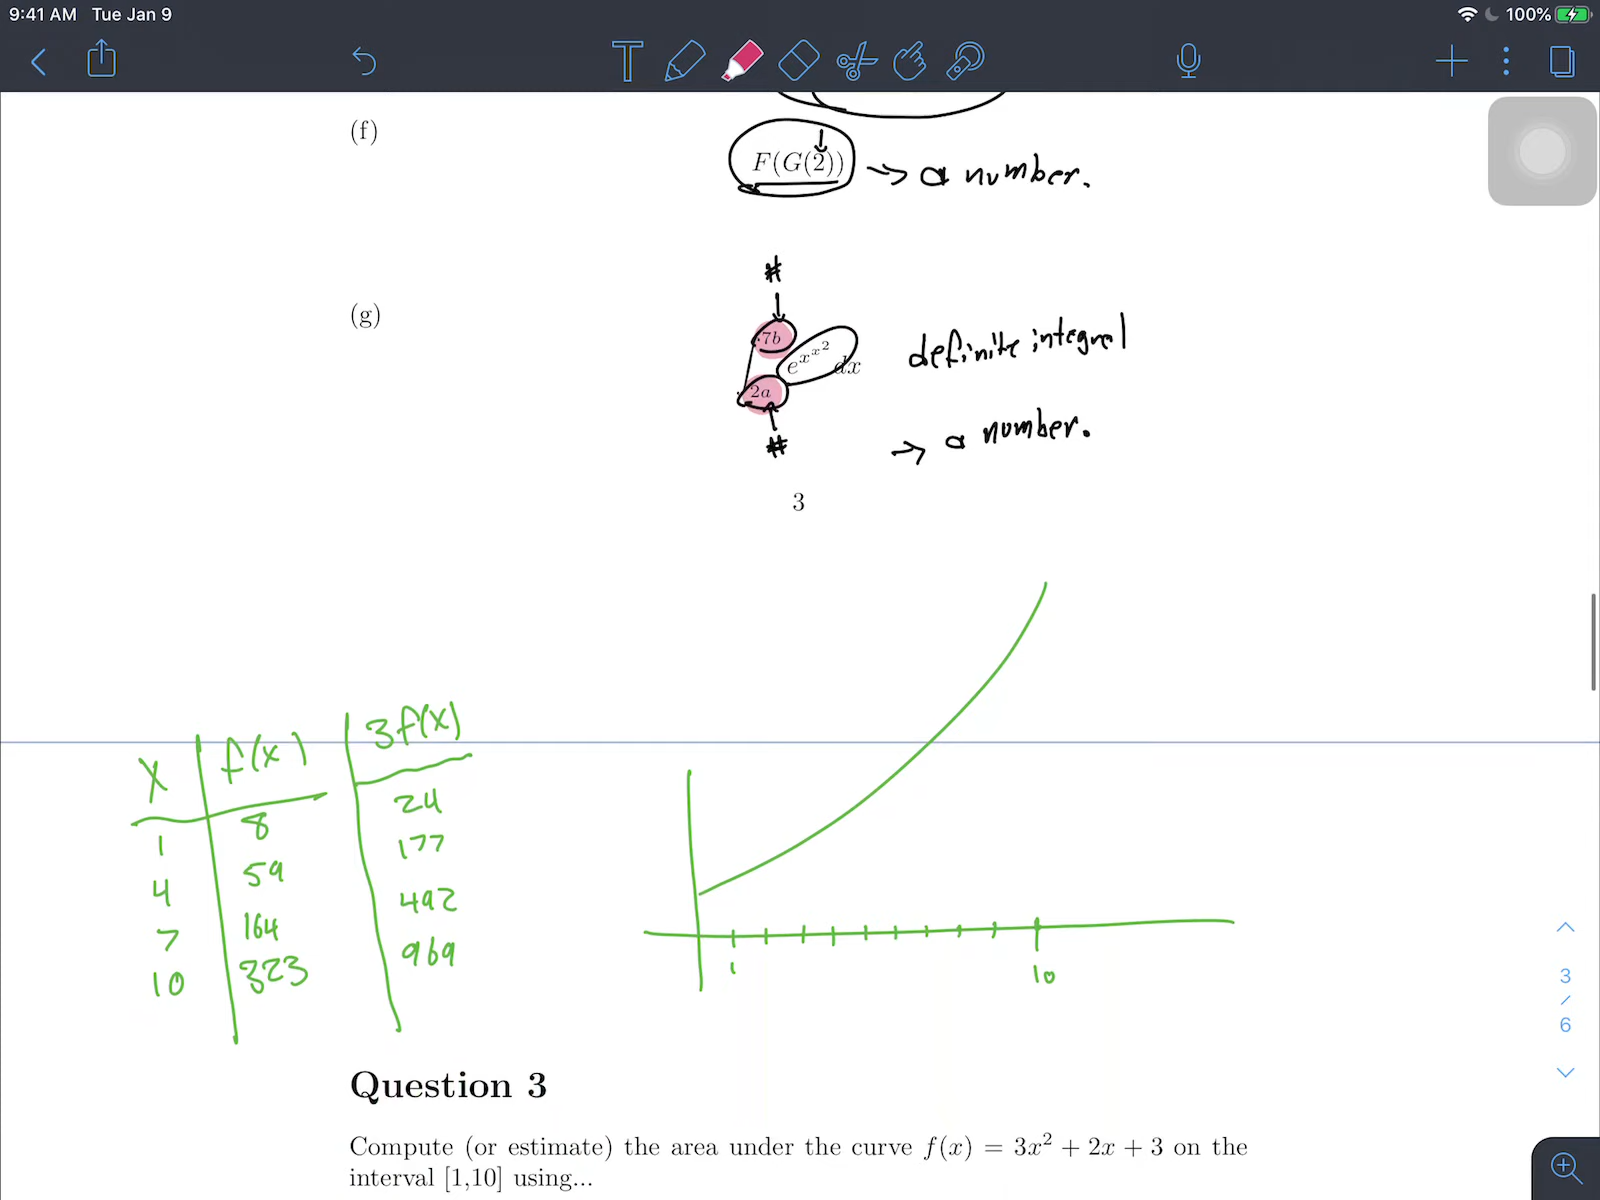 9:41 AM Tue Jan 9
100%
(f)
F(G(2)) → a number.
#
(g)
7b
e^{x^{x^2}} dx
definite integral
2a
#
→ a number.
3
x f(x) 3f(x)
1 8 24
4 59 177
7 164 492
10 323 969
1 10
3
/
6
Question 3
Compute (or estimate) the area under the curve f(x) = 3x² + 2x + 3 on the
interval [1,10] using...